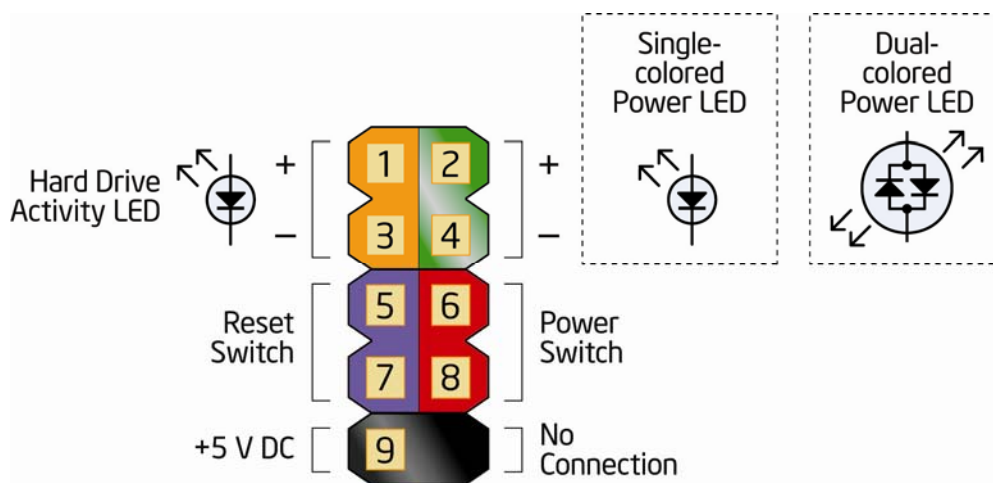 Single-
colored
Power LED
Dual-
colored
Power LED
Hard Drive
Activity LED
+
–
1
2
3
4
+
–
Reset
Switch
5
6
7
8
Power
Switch
+5 V DC
9
No
Connection